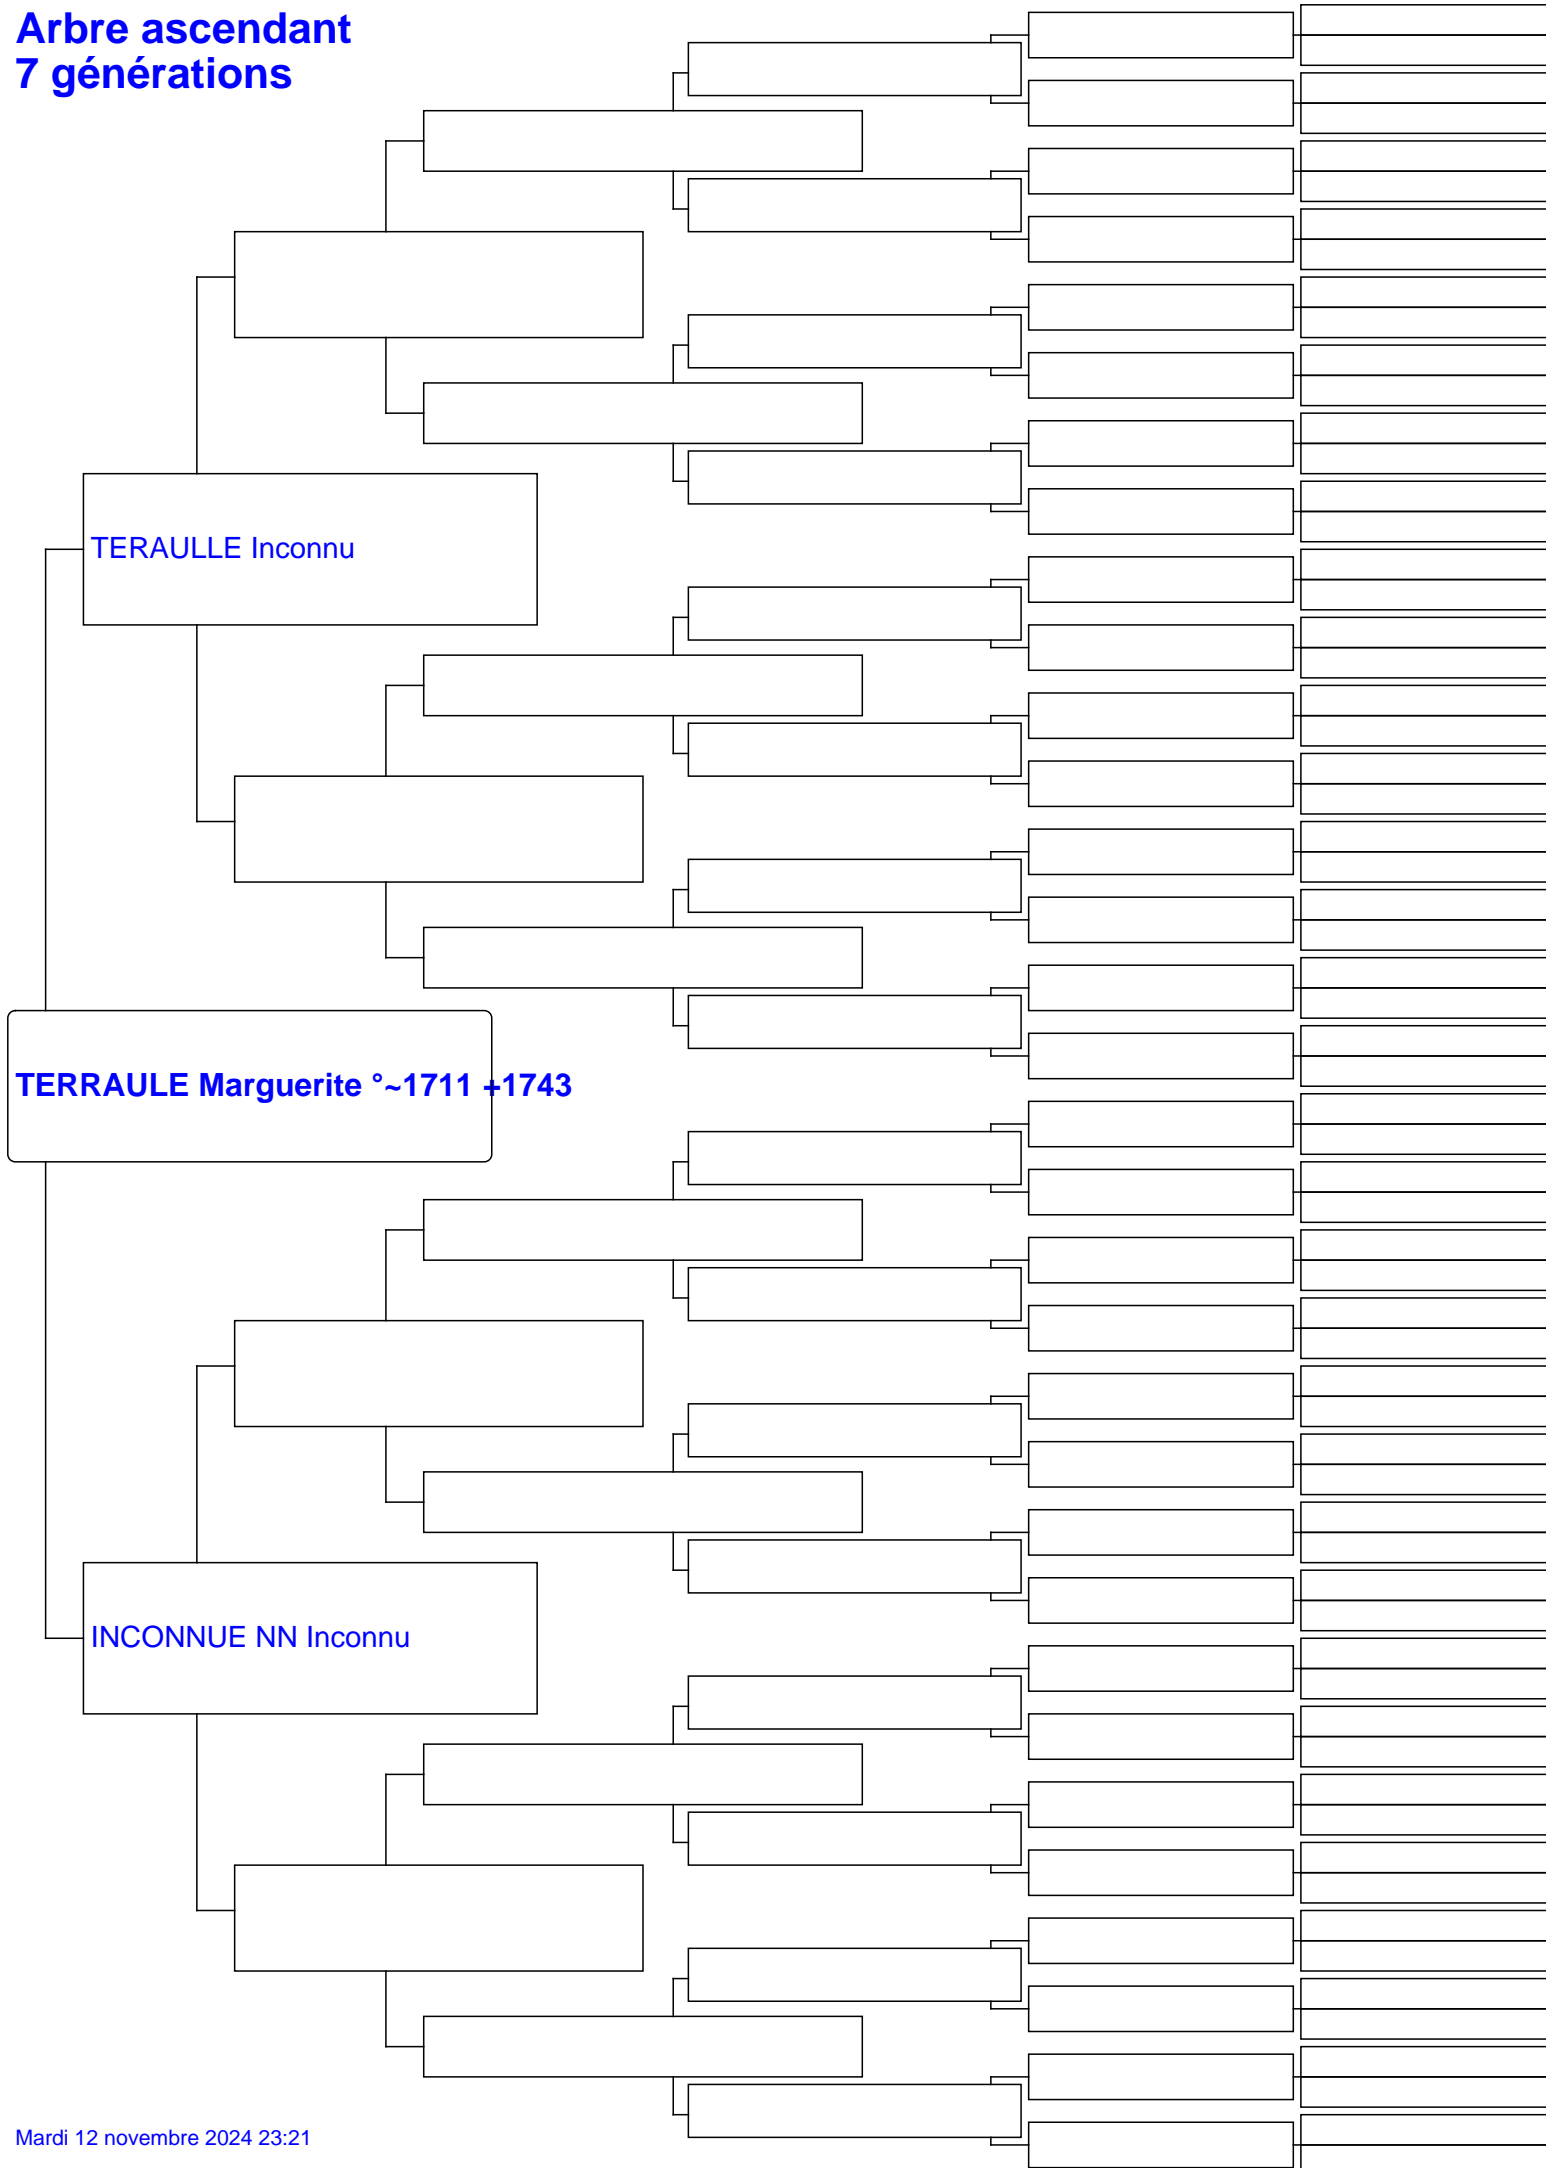 Arbre ascendant
7 générations
TERAULLE Inconnu
TERRAULE Marguerite °~1711 +1743
INCONNUE NN Inconnu
Mardi 12 novembre 2024 23:21